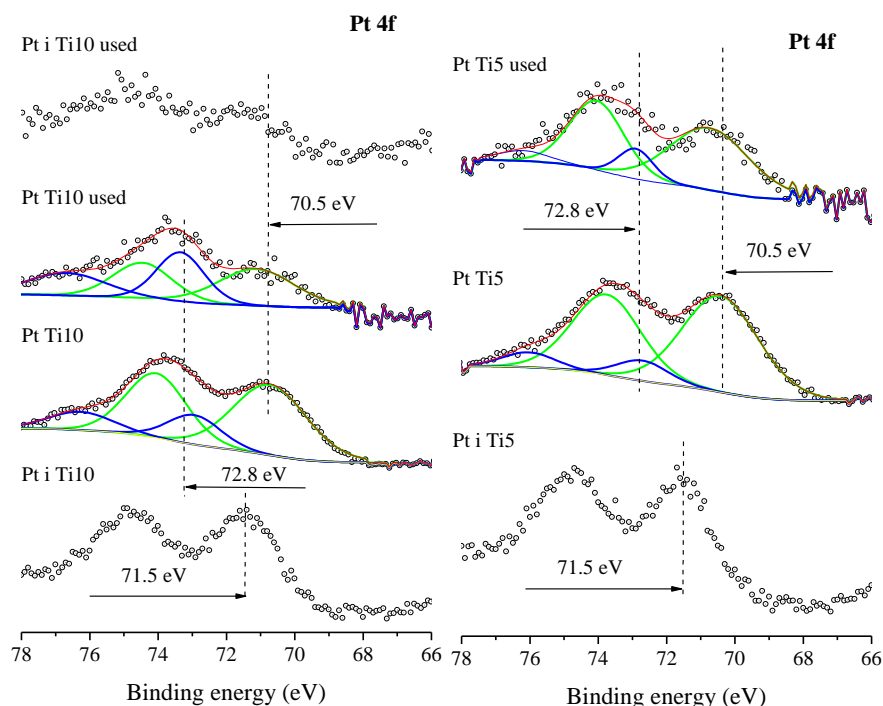 Pt 4f
Pt i Ti10 used
Pt Ti10 used
70.5 eV
Pt Ti10
72.8 eV
Pt i Ti10
71.5 eV
78 76 74 72 70 68 66
Binding energy (eV)
Pt 4f
Pt Ti5 used
72.8 eV
70.5 eV
Pt Ti5
Pt i Ti5
71.5 eV
78 76 74 72 70 68 66
Binding energy (eV)